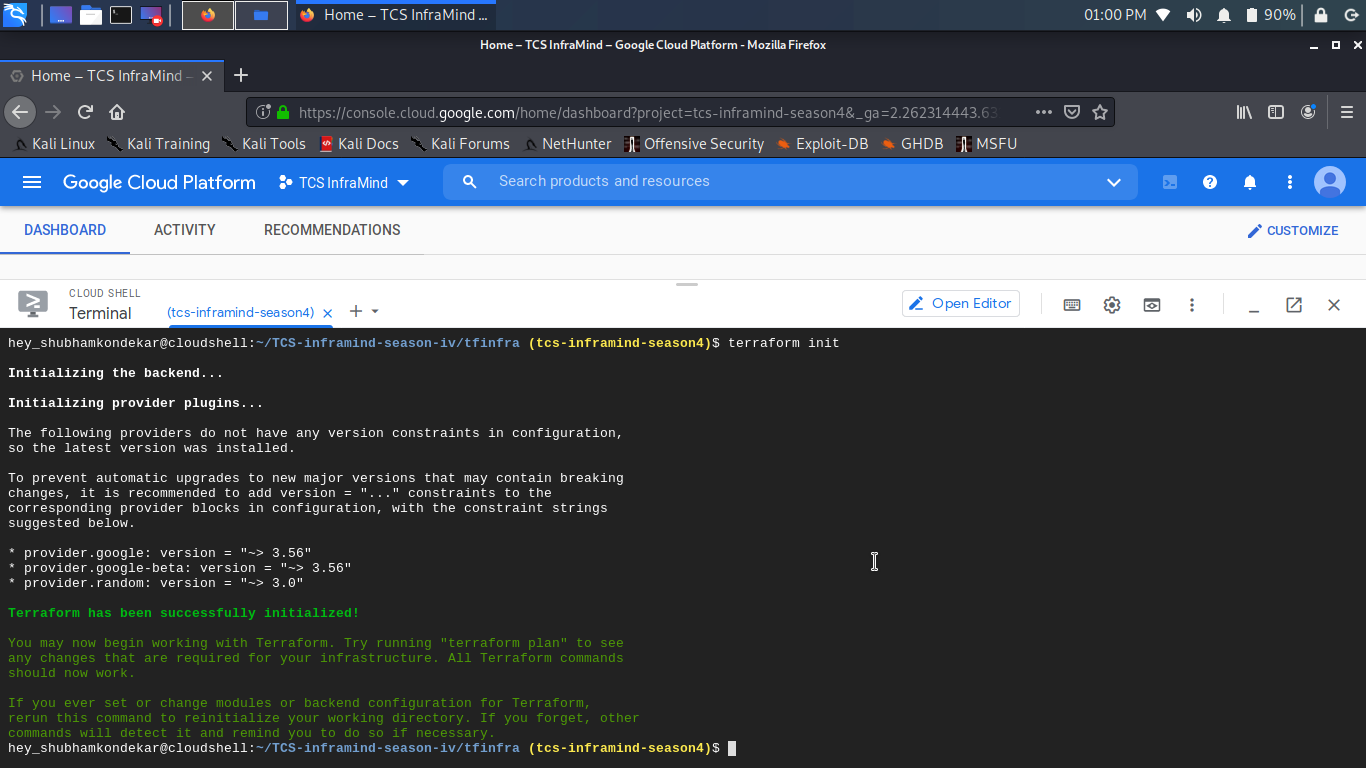 Home – TCS InfraMind ...
01:00 PM
90%
Home – TCS InfraMind – Google Cloud Platform - Mozilla Firefox
Home – TCS InfraMind –
https://console.cloud.google.com/home/dashboard?project=tcs-inframind-season4&_ga=2.262314443.63
Kali Linux Kali Training Kali Tools Kali Docs Kali Forums NetHunter Offensive Security Exploit-DB GHDB MSFU
Google Cloud Platform TCS InfraMind Search products and resources
DASHBOARD ACTIVITY RECOMMENDATIONS CUSTOMIZE
CLOUD SHELL
Terminal (tcs-inframind-season4) Open Editor
hey_shubhamkondekar@cloudshell:~/TCS-inframind-season-iv/tfinfra (tcs-inframind-season4)$ terraform init
Initializing the backend...
Initializing provider plugins...
The following providers do not have any version constraints in configuration,
so the latest version was installed.
To prevent automatic upgrades to new major versions that may contain breaking
changes, it is recommended to add version = "..." constraints to the
corresponding provider blocks in configuration, with the constraint strings
suggested below.
* provider.google: version = "~> 3.56"
* provider.google-beta: version = "~> 3.56"
* provider.random: version = "~> 3.0"
Terraform has been successfully initialized!
You may now begin working with Terraform. Try running "terraform plan" to see
any changes that are required for your infrastructure. All Terraform commands
should now work.
If you ever set or change modules or backend configuration for Terraform,
rerun this command to reinitialize your working directory. If you forget, other
commands will detect it and remind you to do so if necessary.
hey_shubhamkondekar@cloudshell:~/TCS-inframind-season-iv/tfinfra (tcs-inframind-season4)$